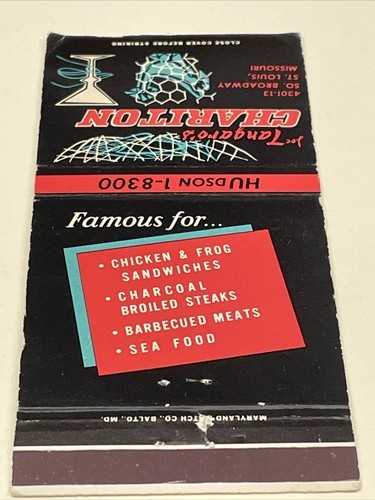 CLOSE COVER BEFORE STRIKING
4301-13
SO. BROADWAY
ST. LOUIS,
MISSOURI
Joe Tangaro's
CHARITON
HUDSON 1-8300
Famous for...
• CHICKEN & FROG
SANDWICHES
• CHARCOAL
BROILED STEAKS
• BARBECUED MEATS
• SEA FOOD
MARYLAND MATCH CO., BALTO., MD.